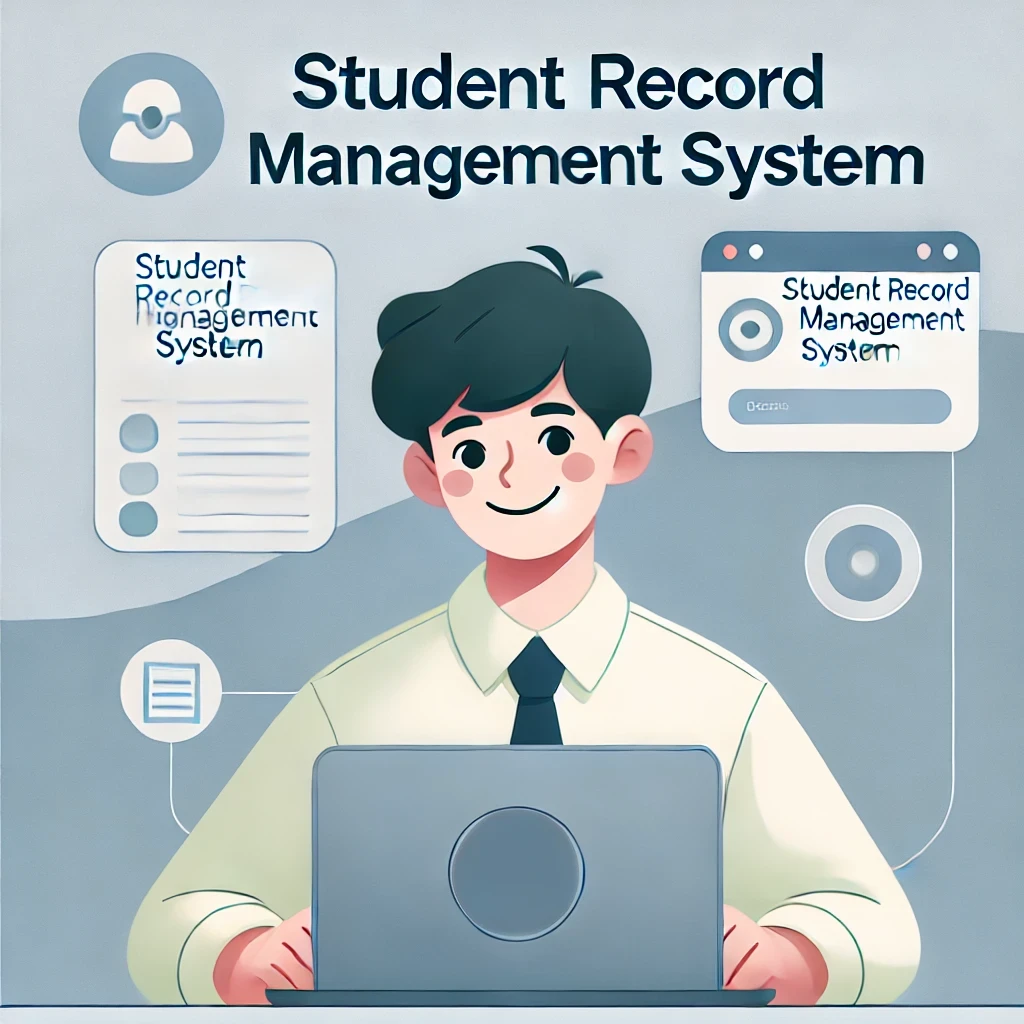 Student Record
Management System
Student
Record
System
Student Record
Management
System